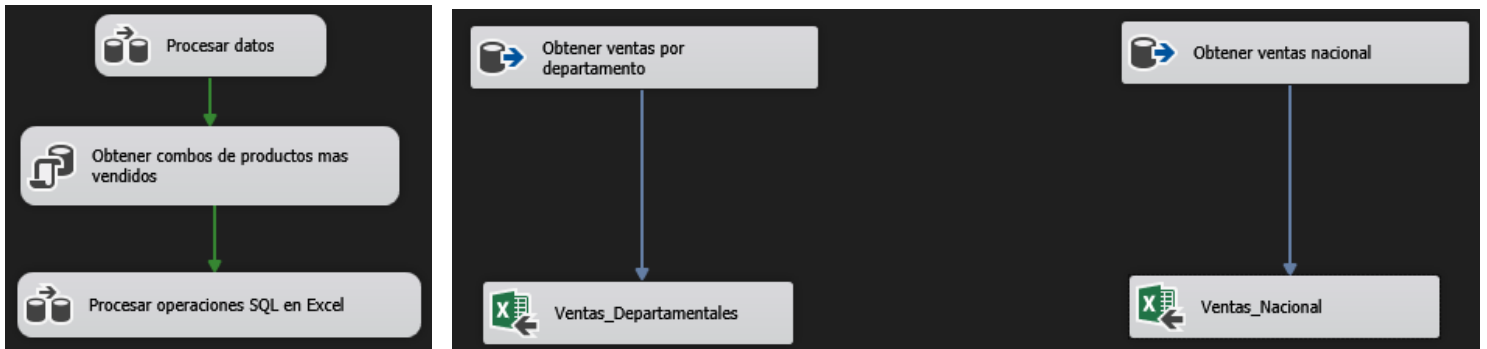 Procesar datos
Obtener combos de productos mas
vendidos
Procesar operaciones SQL en Excel
Obtener ventas por
departamento
Ventas_Departamentales
Obtener ventas nacional
Ventas_Nacional